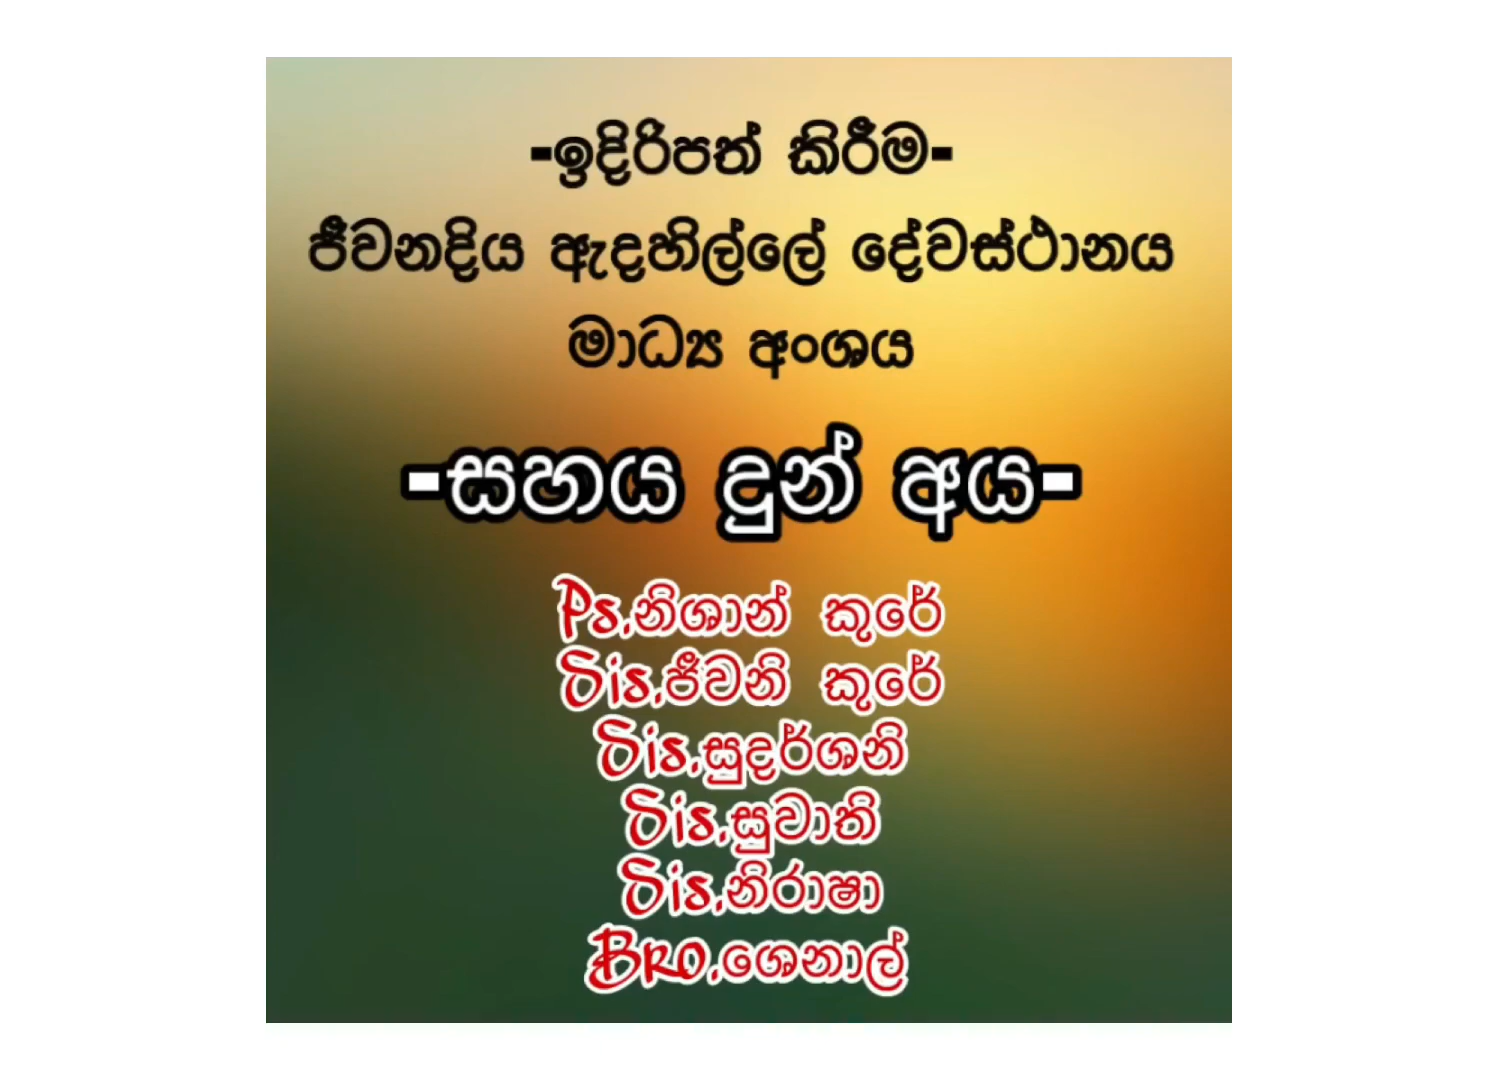 -ඉදිරිපත් කිරීම-
ජීවනදිය ඇදහිල්ලේ දේවස්ථානය
මාධ්‍ය අංශය
-සහය දුන් අය-
Ps.නිශාන් කුරේ
Sis.ජීවනි කුරේ
Sis.සුදර්ශනි
Sis.සුවාති
Sis.නිරාෂා
Bro.ශෙනාල්